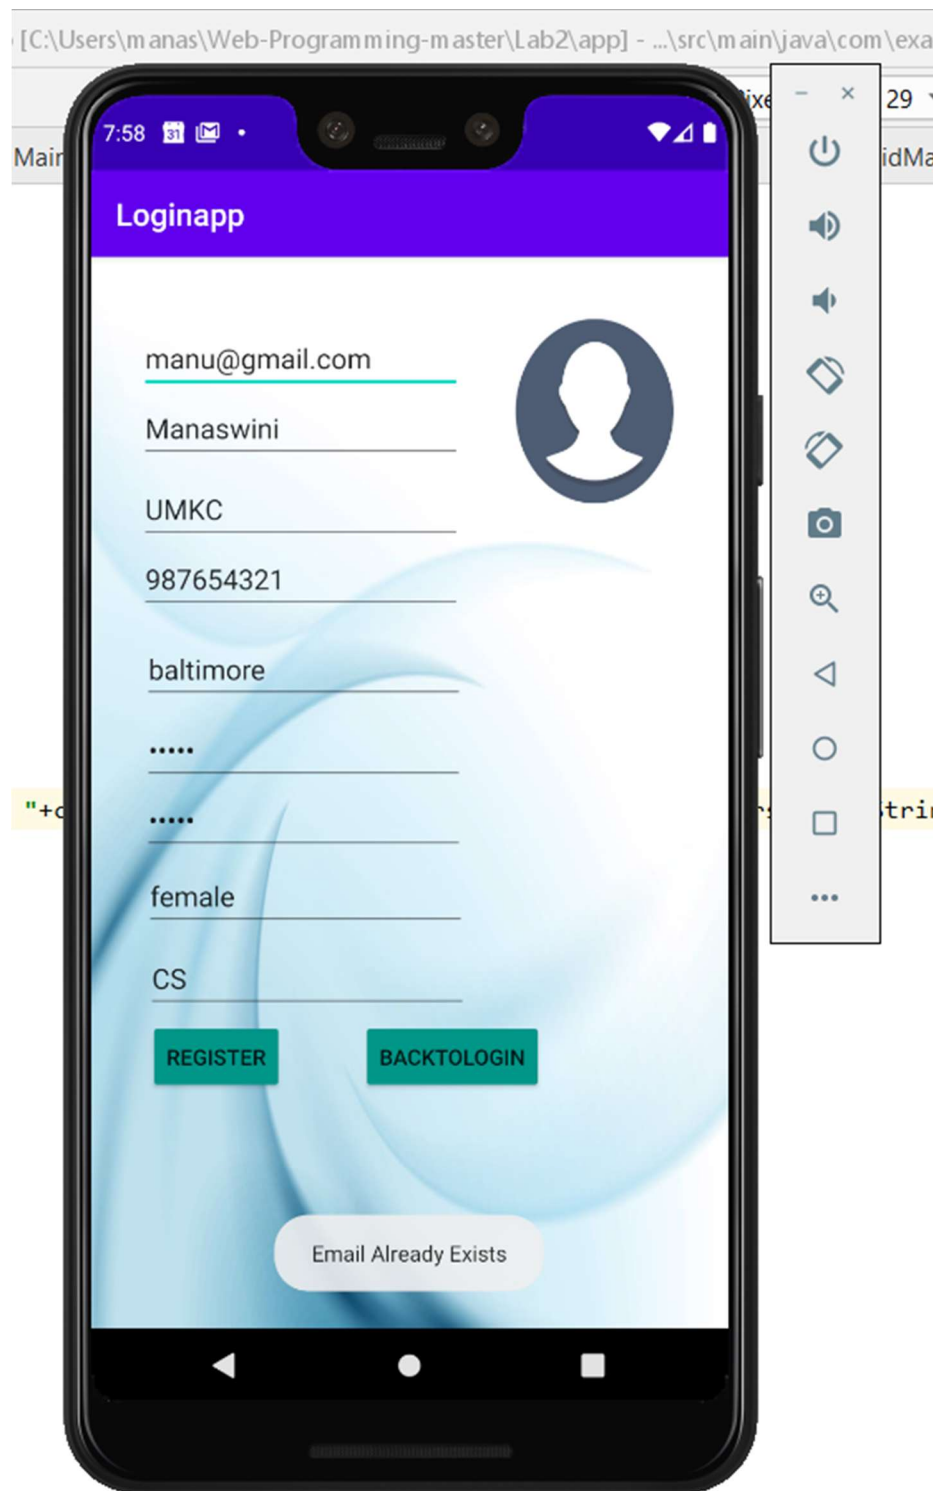 [C:\Users\manas\Web-Programming-master\Lab2\app] - ...\src\main\java\com\exa
29
7:58 31
Loginapp
manu@gmail.com
Manaswini
UMKC
987654321
baltimore
•••••
"+
•••••
female
CS
REGISTER BACKTOLOGIN
Email Already Exists